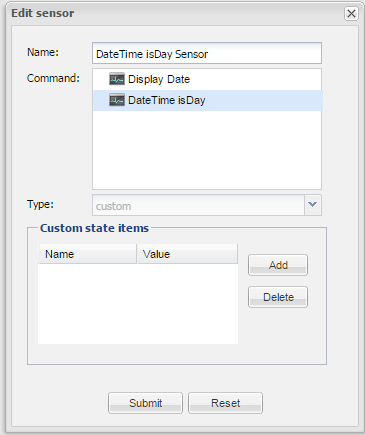 Edit sensor
Name: DateTime isDay Sensor
Command: Display Date
DateTime isDay
Type: custom
Custom state items
Name Value
Add
Delete
Submit Reset